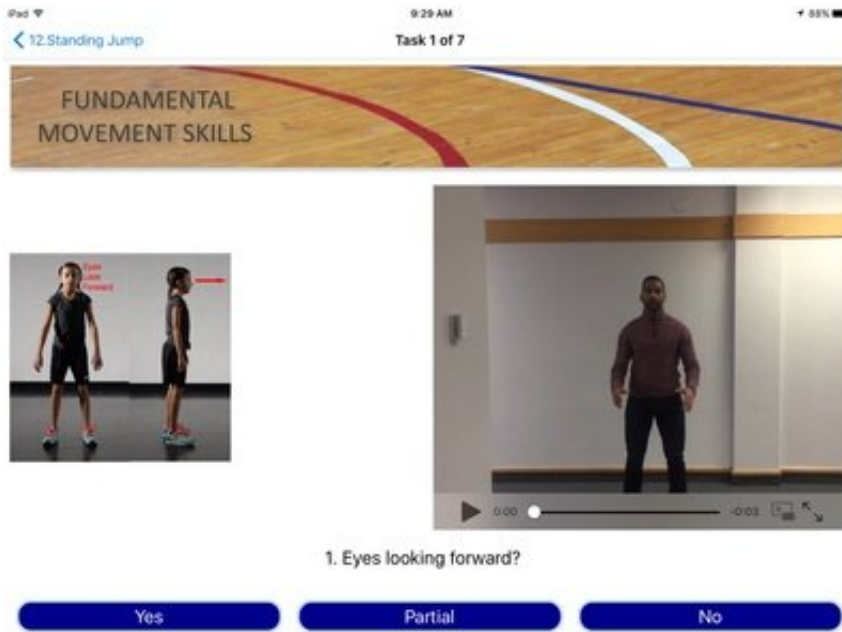 iPad
9:29 AM
88%
12.Standing Jump
Task 1 of 7
FUNDAMENTAL
MOVEMENT SKILLS
Eyes
Look
Forward
0:00
-0:03
1. Eyes looking forward?
Yes
Partial
No